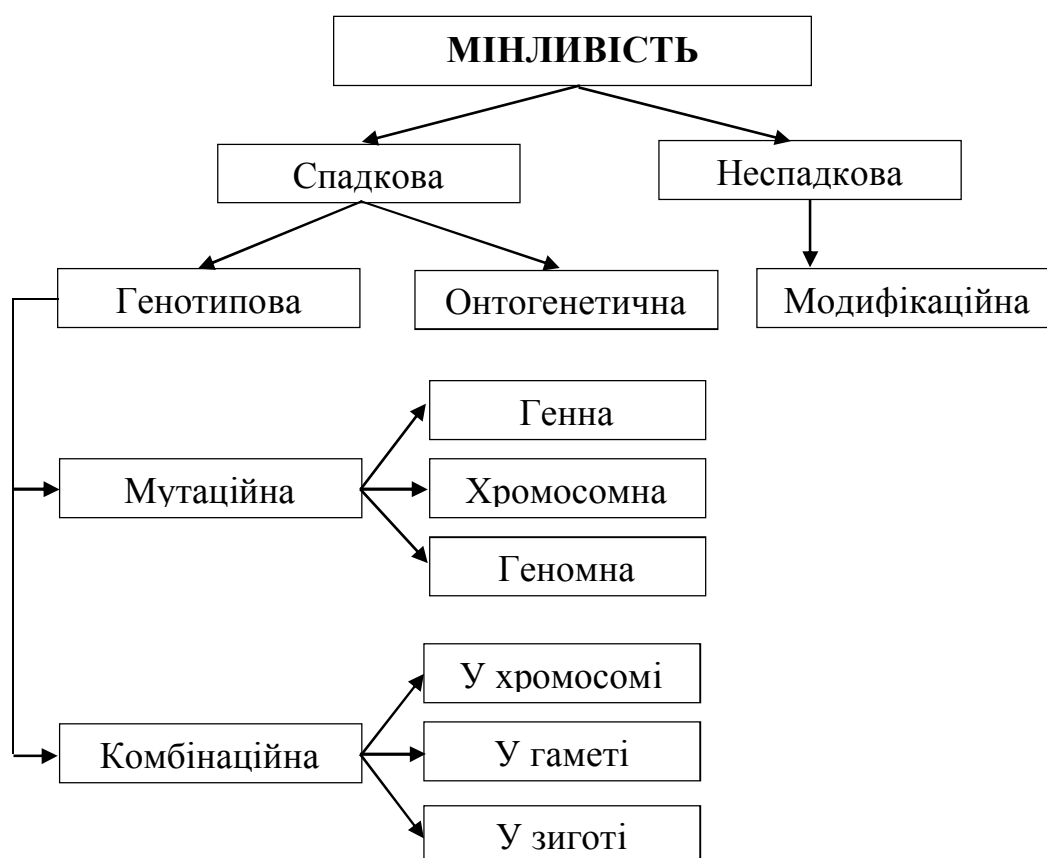 МІНЛИВІСТЬ
Спадкова
Неспадкова
Генотипова
Онтогенетична
Модифікаційна
Генна
Мутаційна
Хромосомна
Геномна
У хромосомі
Комбінаційна
У гаметі
У зиготі